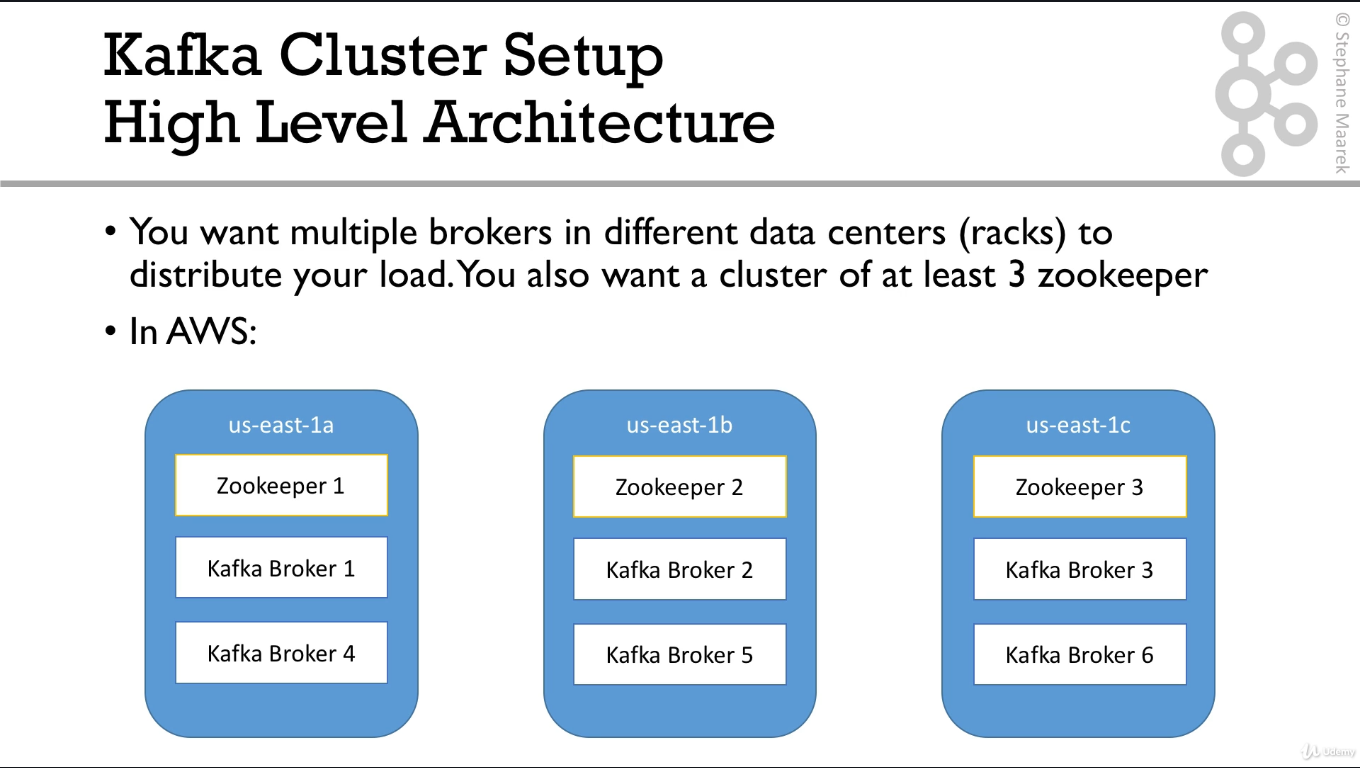 Kafka Cluster Setup
High Level Architecture
© Stephane Maarek
• You want multiple brokers in different data centers (racks) to
distribute your load. You also want a cluster of at least 3 zookeeper
• In AWS:
us-east-1a
Zookeeper 1
Kafka Broker 1
Kafka Broker 4
us-east-1b
Zookeeper 2
Kafka Broker 2
Kafka Broker 5
us-east-1c
Zookeeper 3
Kafka Broker 3
Kafka Broker 6
Udemy